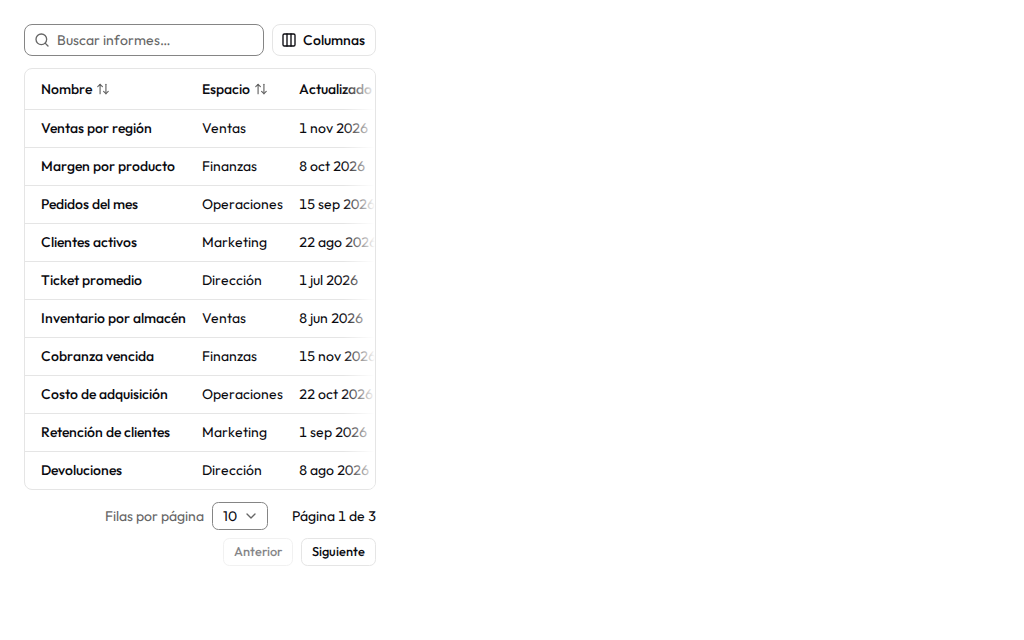 Buscar informes...
Columnas
Nombre Espacio Actualizado
Ventas por región Ventas 1 nov 2026
Margen por producto Finanzas 8 oct 2026
Pedidos del mes Operaciones 15 sep 2026
Clientes activos Marketing 22 ago 2026
Ticket promedio Dirección 1 jul 2026
Inventario por almacén Ventas 8 jun 2026
Cobranza vencida Finanzas 15 nov 2026
Costo de adquisición Operaciones 22 oct 2026
Retención de clientes Marketing 1 sep 2026
Devoluciones Dirección 8 ago 2026
Filas por página 10 Página 1 de 3
Anterior Siguiente